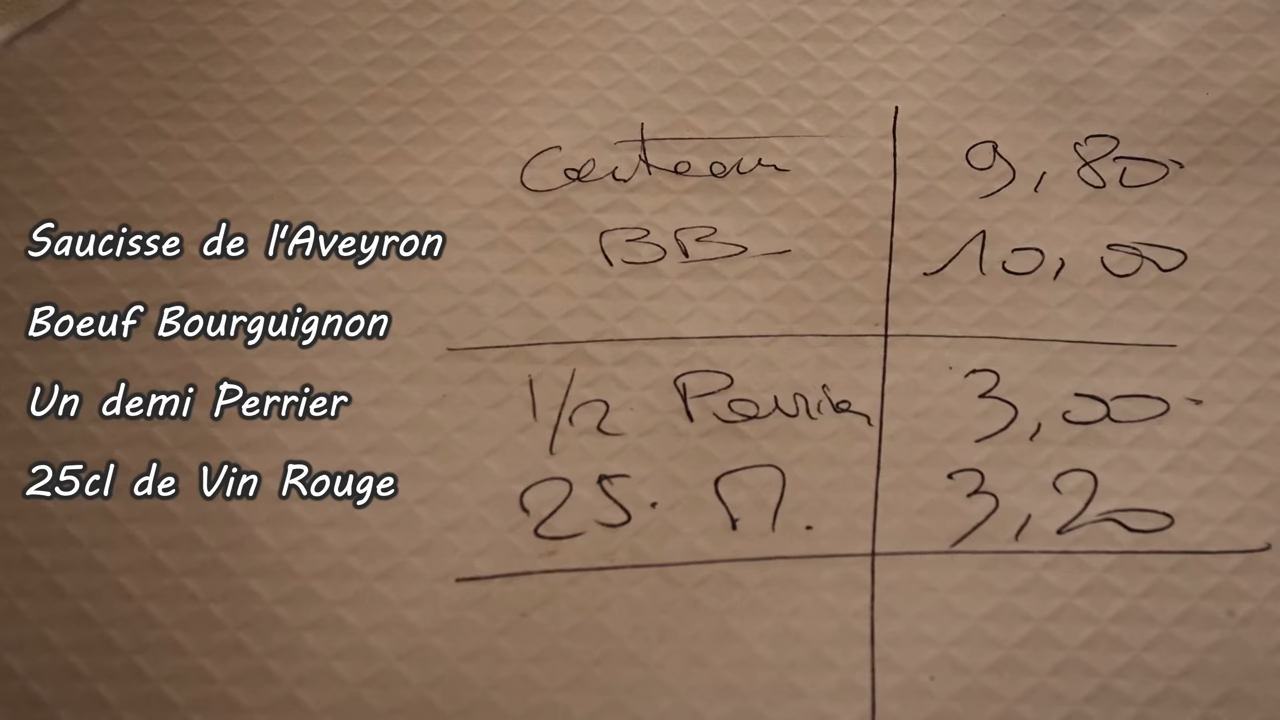 9,80
BB 10,00
Saucisse de l'Aveyron
Boeuf Bourguignon
1/2 Perrier 3,00
Un demi Perrier
25cl de Vin Rouge
25. 3,20